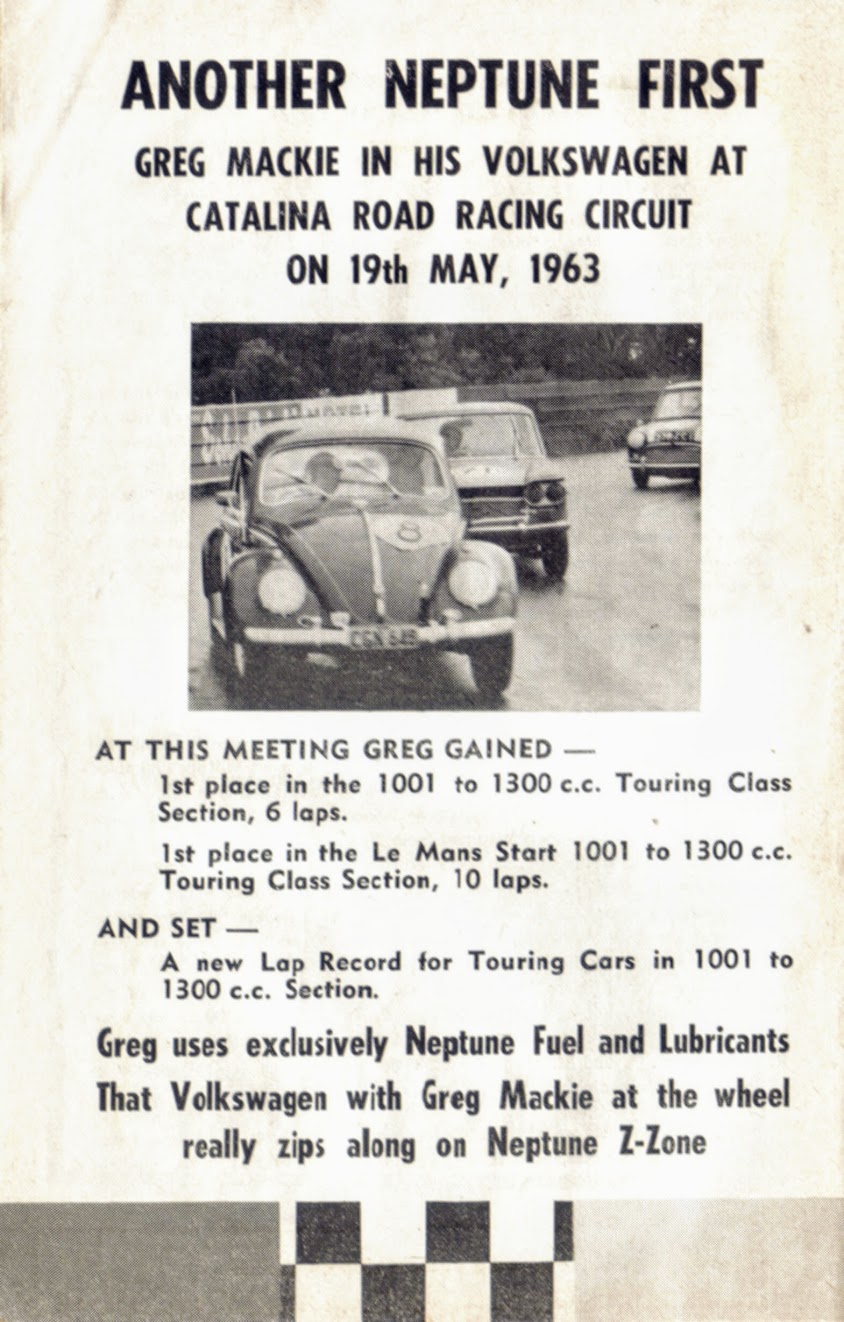 ANOTHER NEPTUNE FIRST
GREG MACKIE IN HIS VOLKSWAGEN AT
CATALINA ROAD RACING CIRCUIT
ON 19th MAY, 1963
8
AT THIS MEETING GREG GAINED —
1st place in the 1001 to 1300 c.c. Touring Class
Section, 6 laps.
1st place in the Le Mans Start 1001 to 1300 c.c.
Touring Class Section, 10 laps.
AND SET —
A new Lap Record for Touring Cars in 1001 to
1300 c.c. Section.
Greg uses exclusively Neptune Fuel and Lubricants
That Volkswagen with Greg Mackie at the wheel
really zips along on Neptune Z-Zone